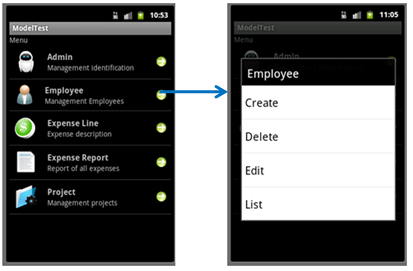 10:53
ModelTest
Menu
Admin
Management Identification
Employee
Management Employees
Expense Line
Expense description
Expense Report
Report of all expenses
Project
Management projects
11:05
ModelTest
Menu
Admin
Employee
Create
Delete
Edit
List